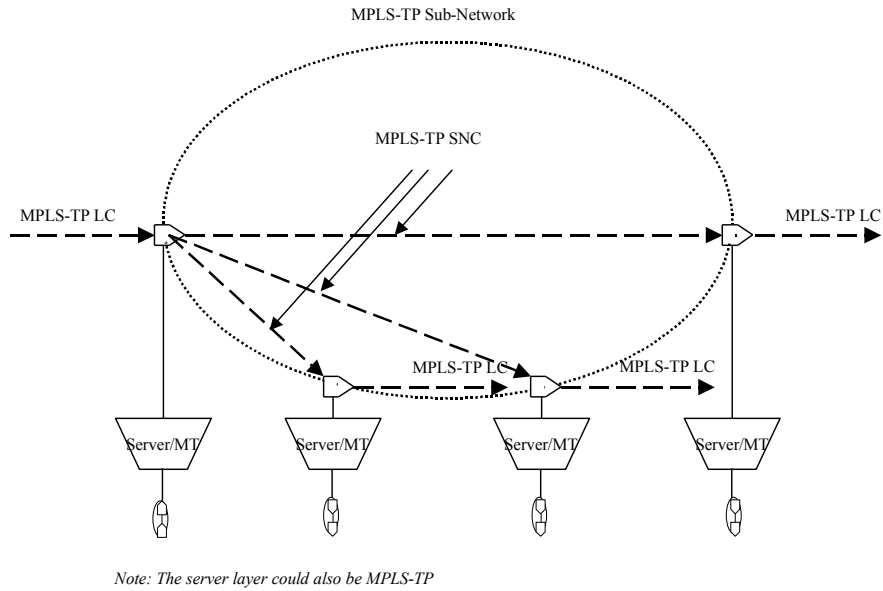 MPLS-TP Sub-Network
MPLS-TP SNC
MPLS-TP LC
MPLS-TP LC
MPLS-TP LC
MPLS-TP LC
Server/MT
Server/MT
Server/MT
Server/MT
Note: The server layer could also be MPLS-TP